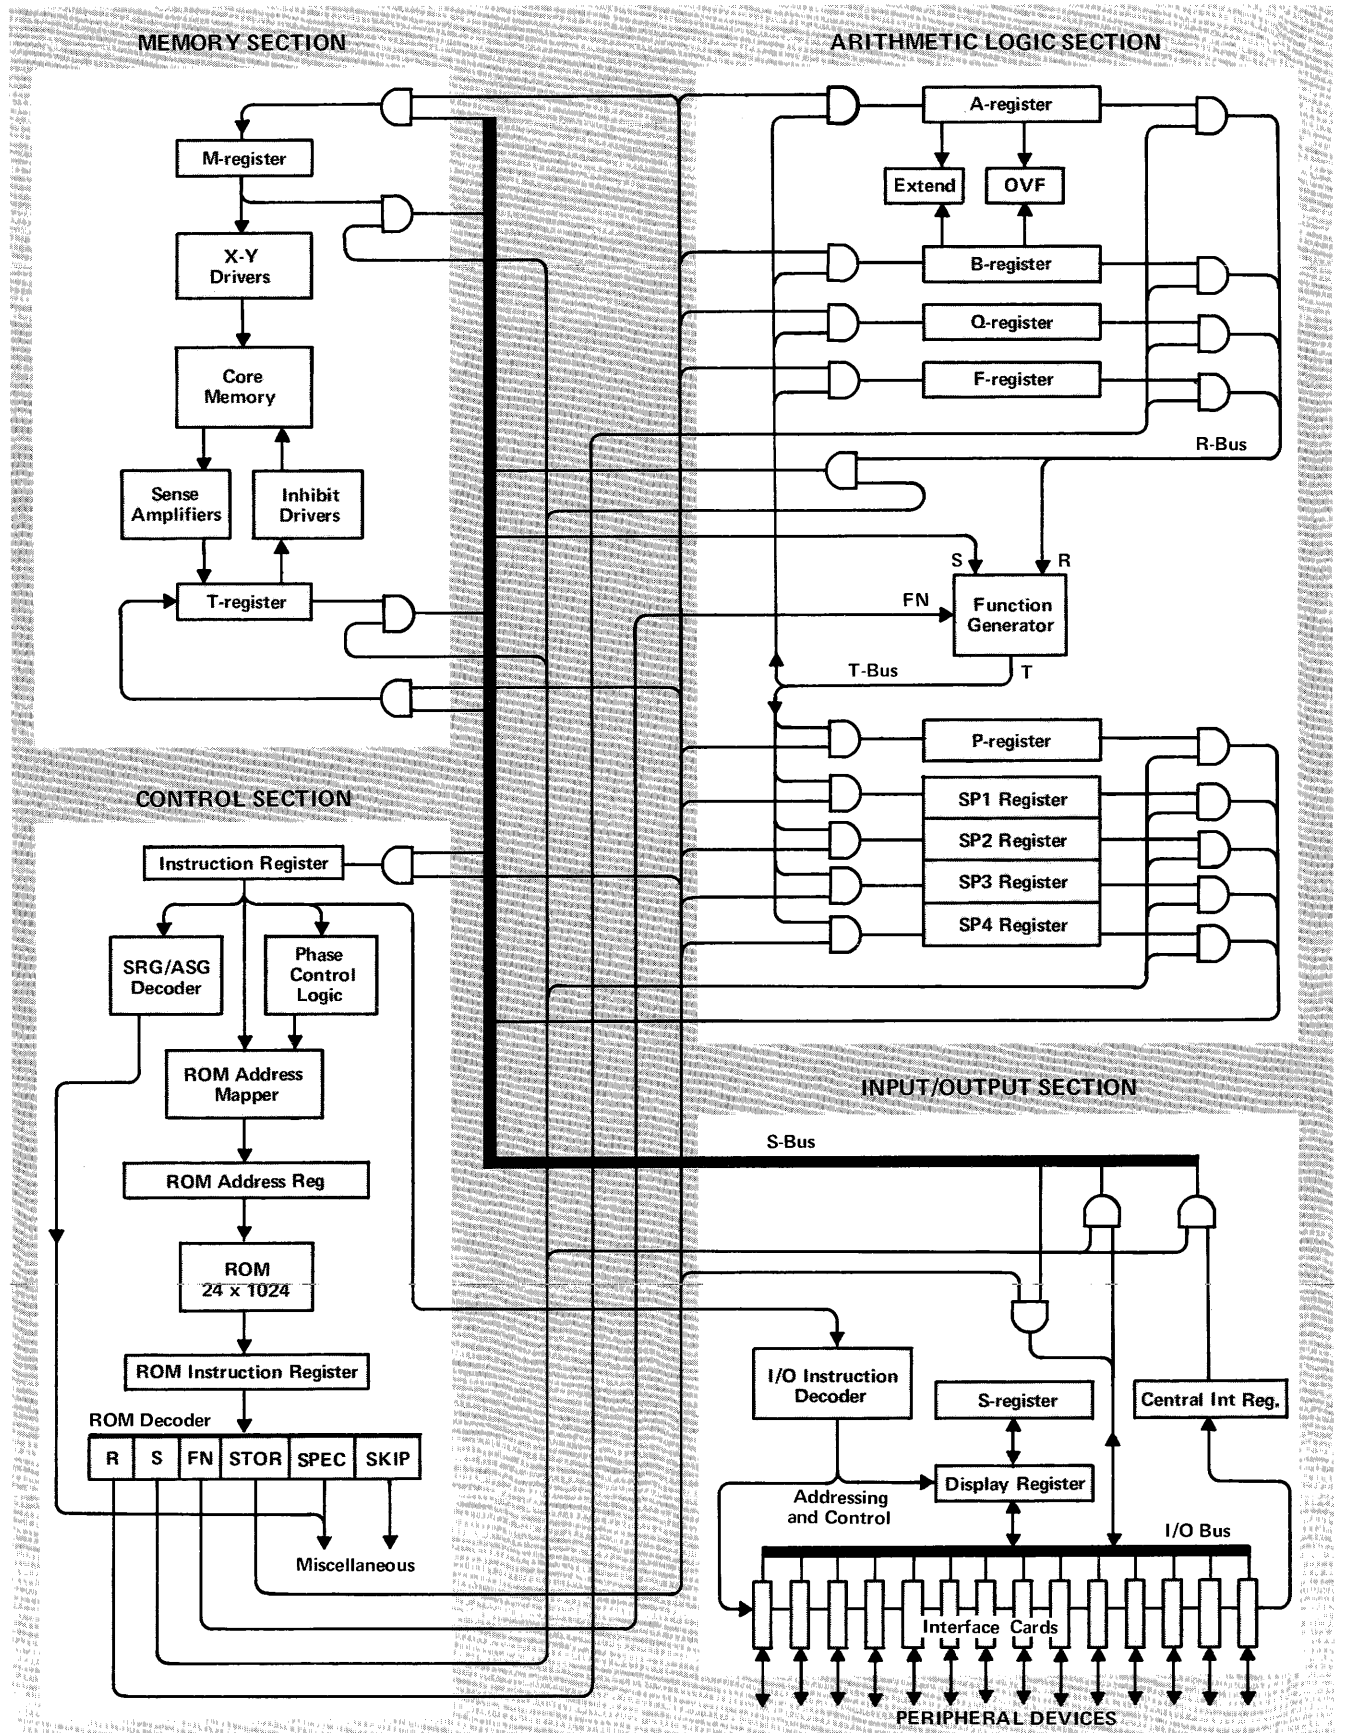 MEMORY SECTION
M-register
X-Y
Drivers
Core
Memory
Sense
Amplifiers
Inhibit
Drivers
T-register
ARITHMETIC LOGIC SECTION
A-register
Extend
OVF
B-register
Q-register
F-register
R-Bus
S
R
FN
Function
Generator
T-Bus
T
P-register
SP1 Register
SP2 Register
SP3 Register
SP4 Register
CONTROL SECTION
Instruction Register
SRG/ASG
Decoder
Phase
Control
Logic
ROM Address
Mapper
ROM Address Reg
ROM
24 x 1024
ROM Instruction Register
ROM Decoder
R
S
FN
STOR
SPEC
SKIP
Miscellaneous
INPUT/OUTPUT SECTION
S-Bus
I/O Instruction
Decoder
S-register
Central Int Reg.
Display Register
Addressing
and Control
I/O Bus
Interface Cards
PERIPHERAL DEVICES